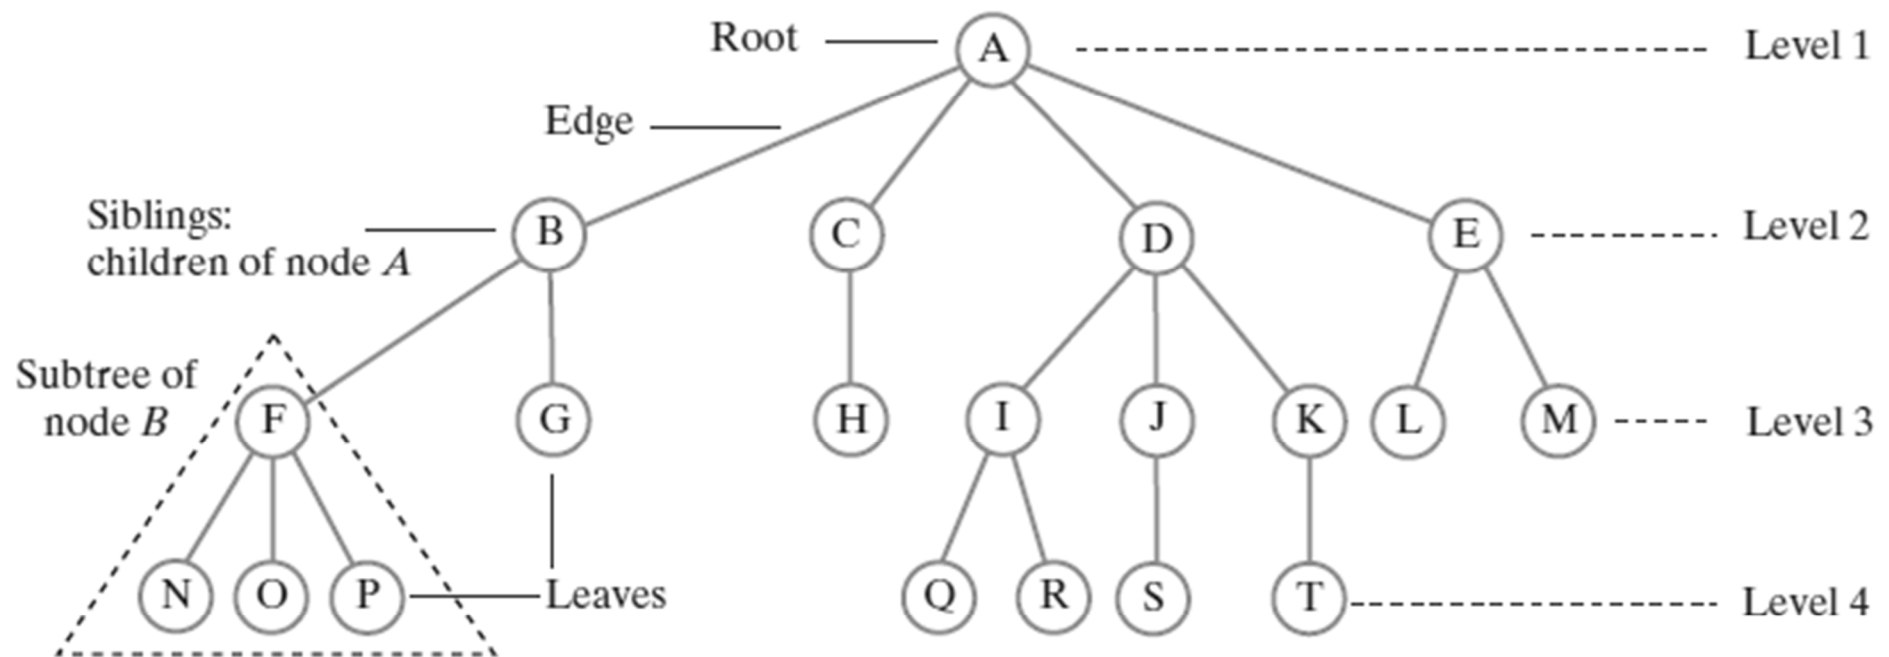 Root
A
Level 1
Edge
Siblings:
children of node A
B
C
D
E
Level 2
Subtree of
node B
F
G
H
I
J
K
L
M
Level 3
N
O
P
Leaves
Q
R
S
T
Level 4